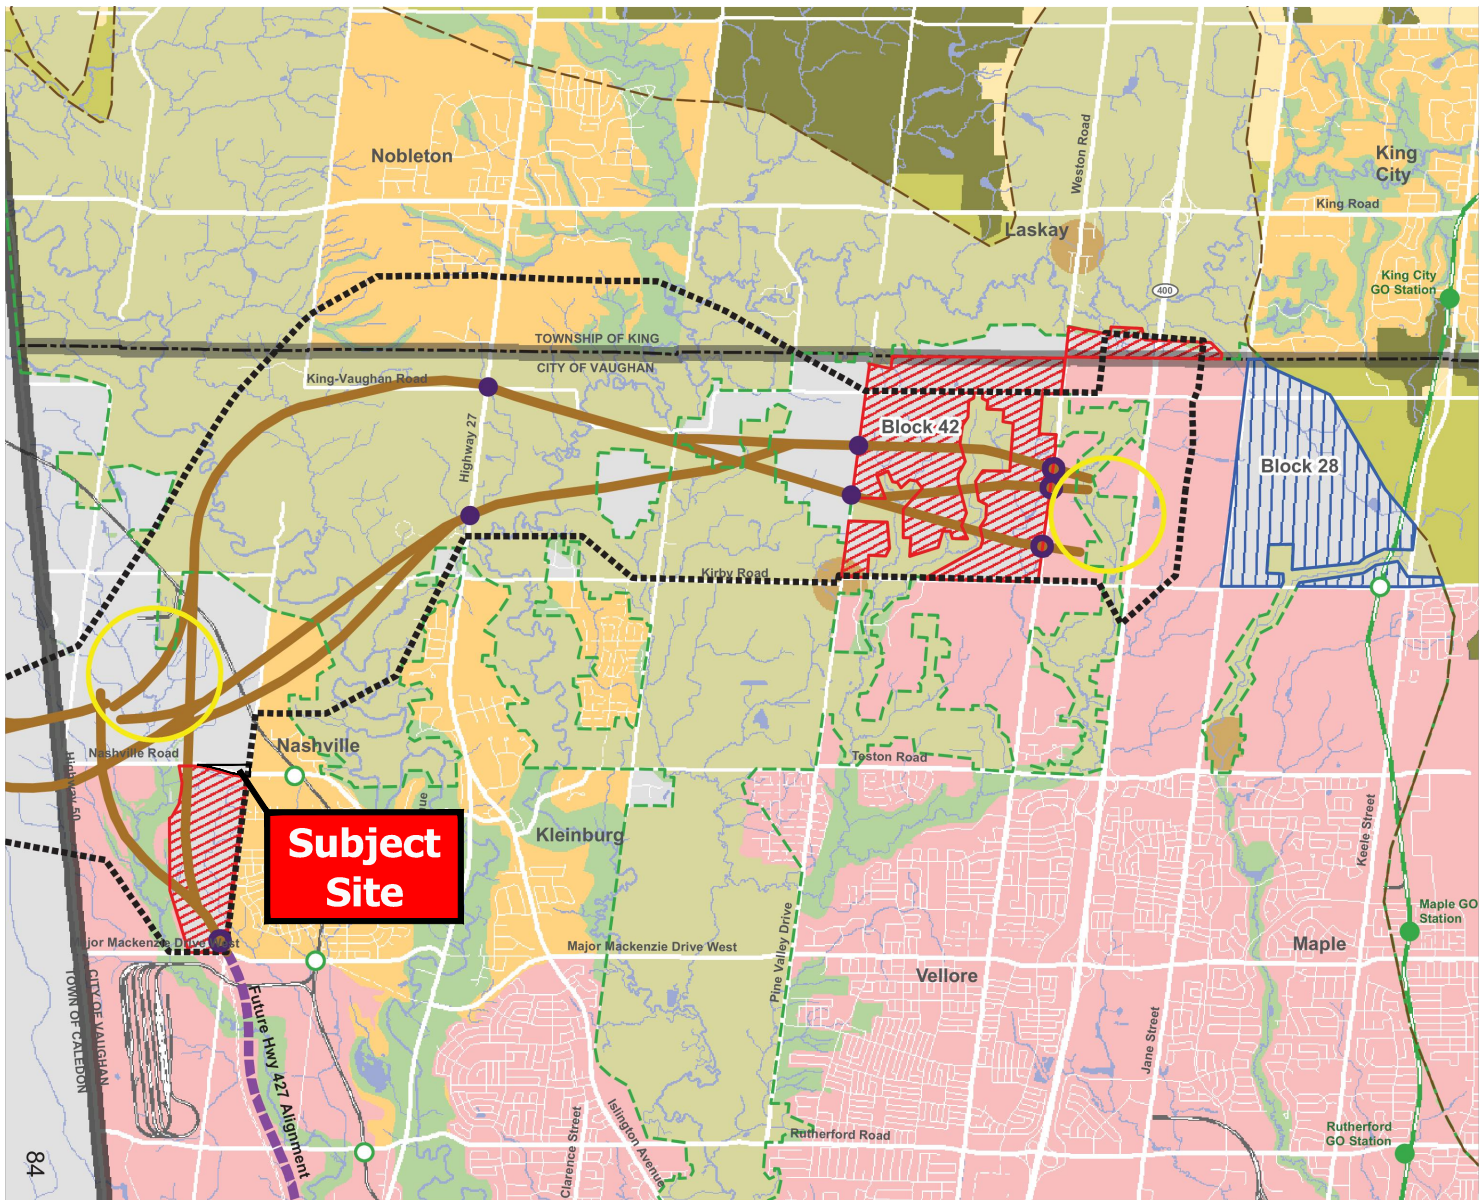 Nobleton
Weston Road
King
City
King Road
Laskay
King City
GO Station
400
TOWNSHIP OF KING
CITY OF VAUGHAN
King-Vaughan Road
Highway 27
Block 42
Block 28
Kirby Road
Nashville Road
Nashville
Highway 50
Teston Road
Subject
Site
Kleinburg
Keele Street
Maple GO
Station
Major Mackenzie Drive West
Major Mackenzie Drive West
Pine Valley Drive
Maple
Vellore
CITY OF VAUGHAN
TOWN OF CALEDON
Future Hwy 427 Alignment
Jane Street
Clarence Street
Islington Avenue
Rutherford Road
Rutherford
GO Station
84